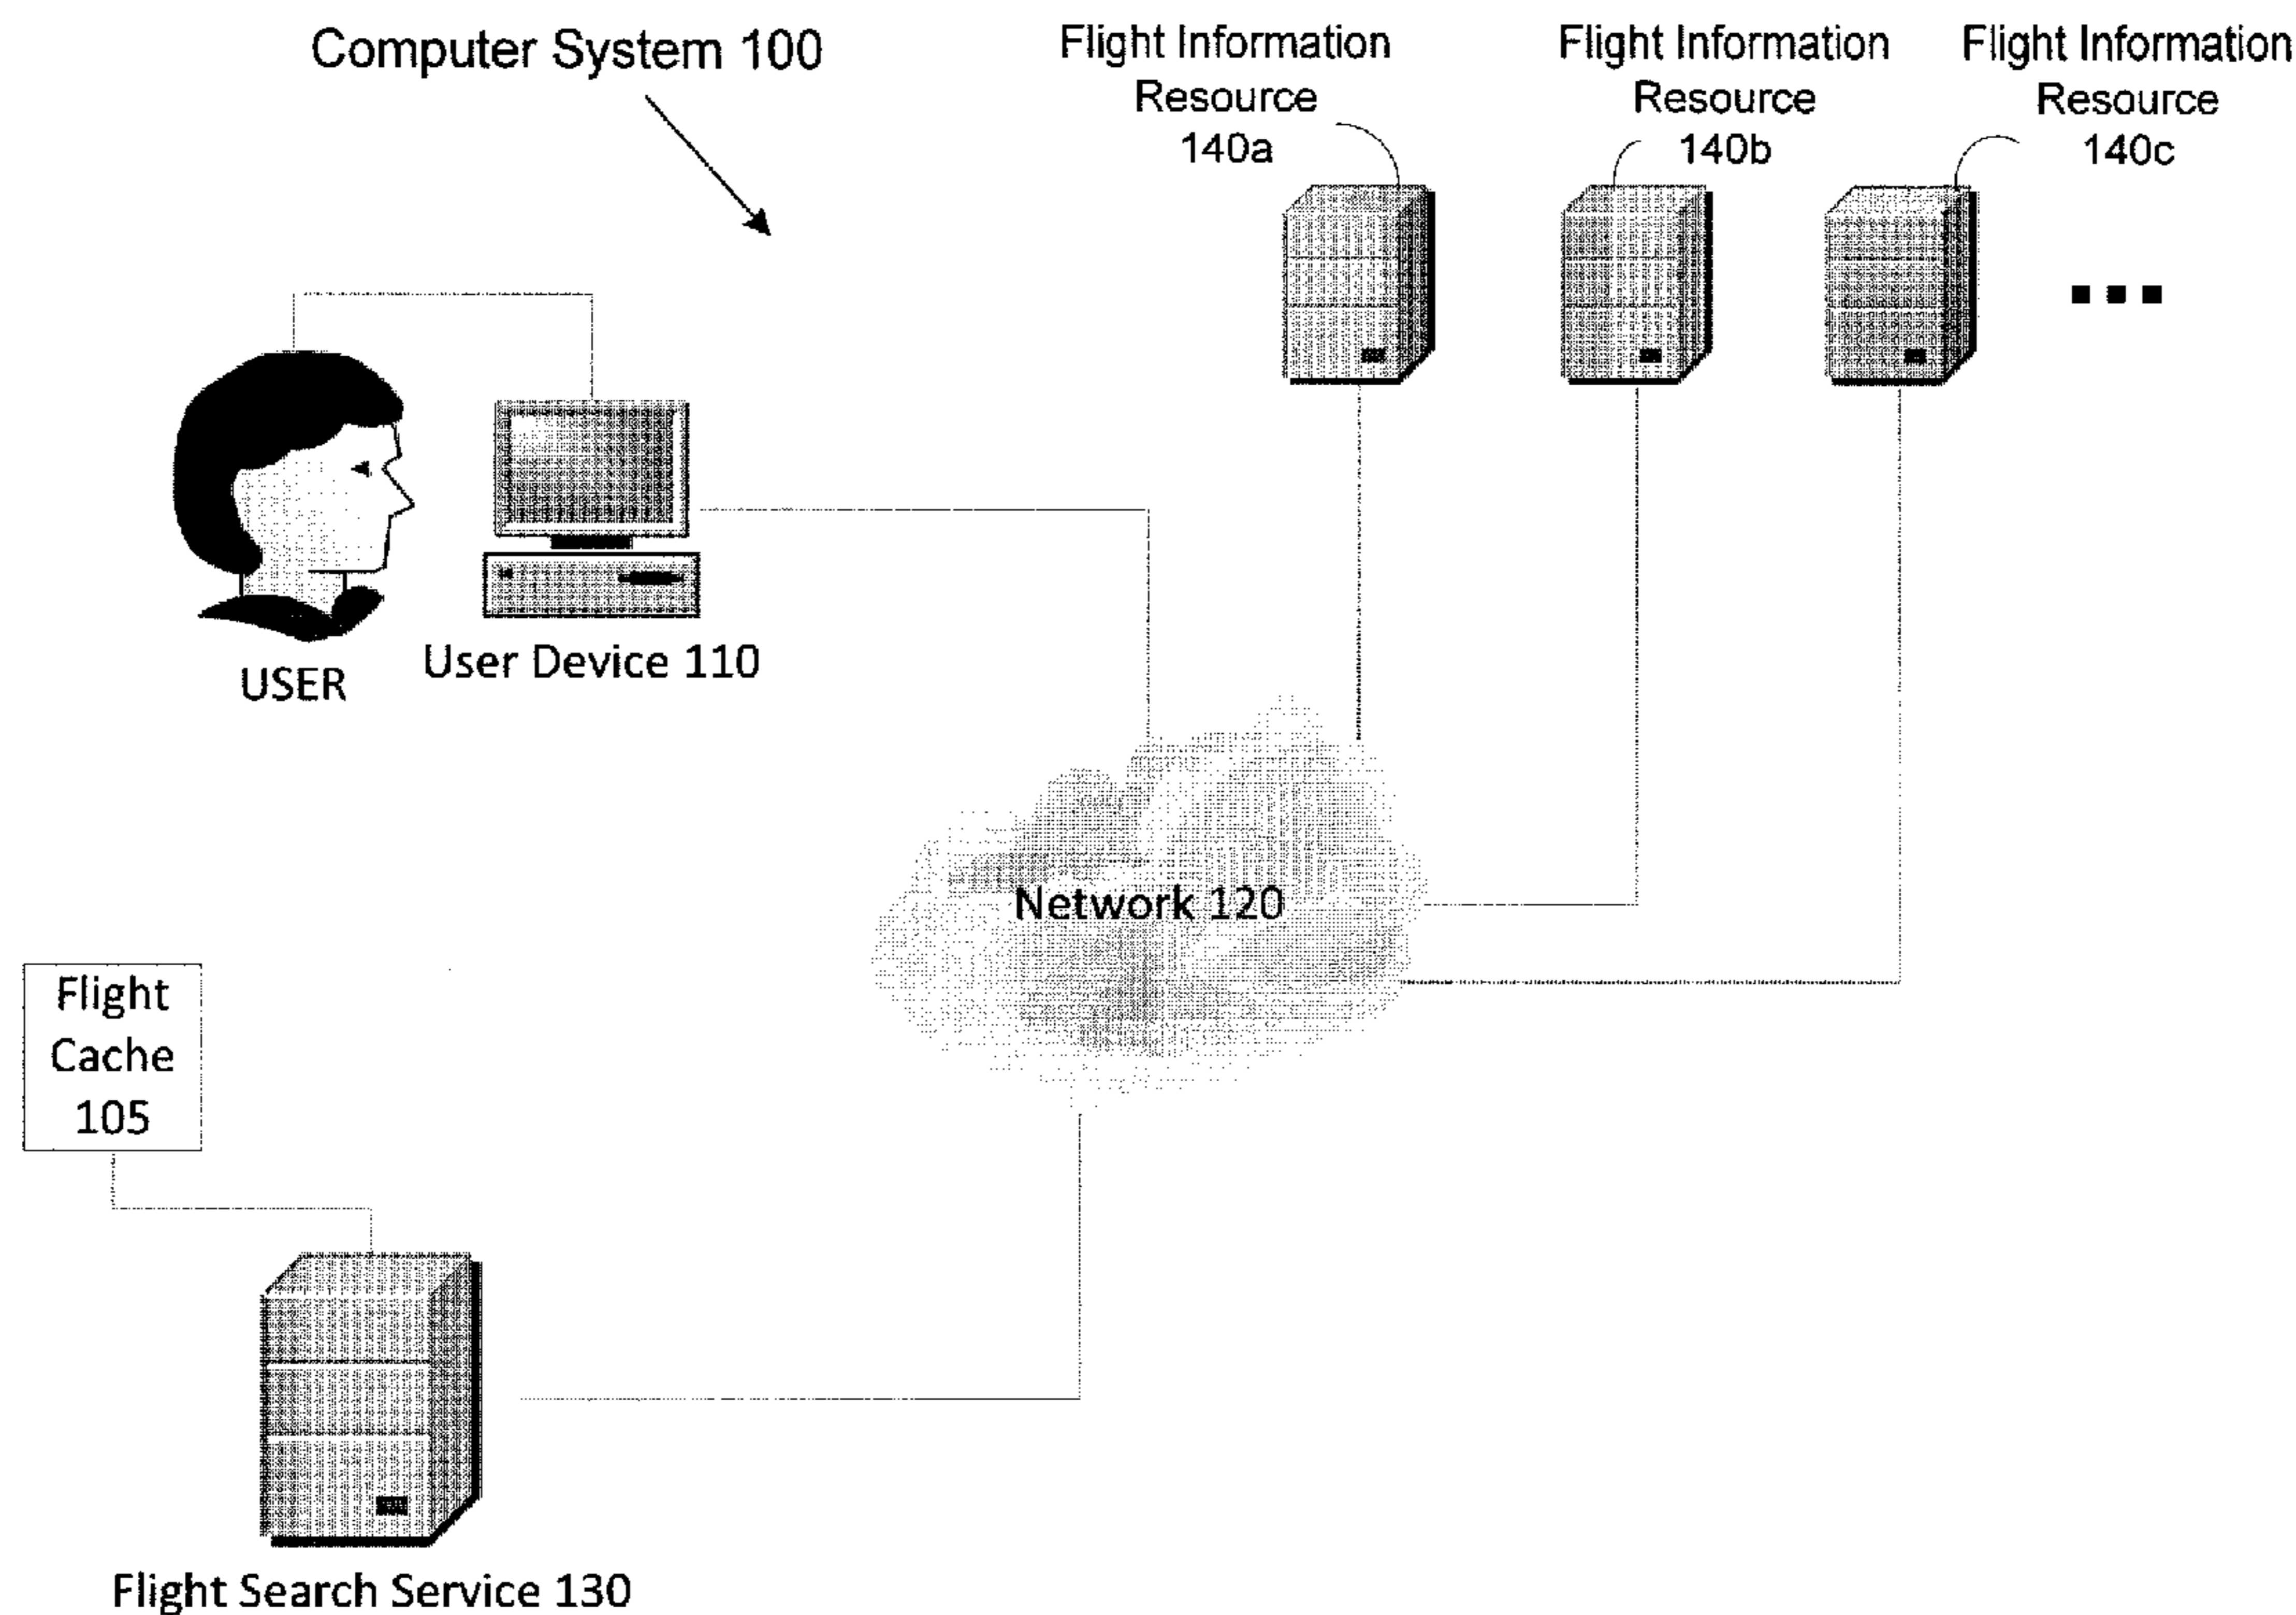 Computer System 100
Flight Information
Resource
140a
Flight Information
Resource
140b
Flight Information
Resource
140c
USER
User Device 110
Network 120
Flight
Cache
105
Flight Search Service 130